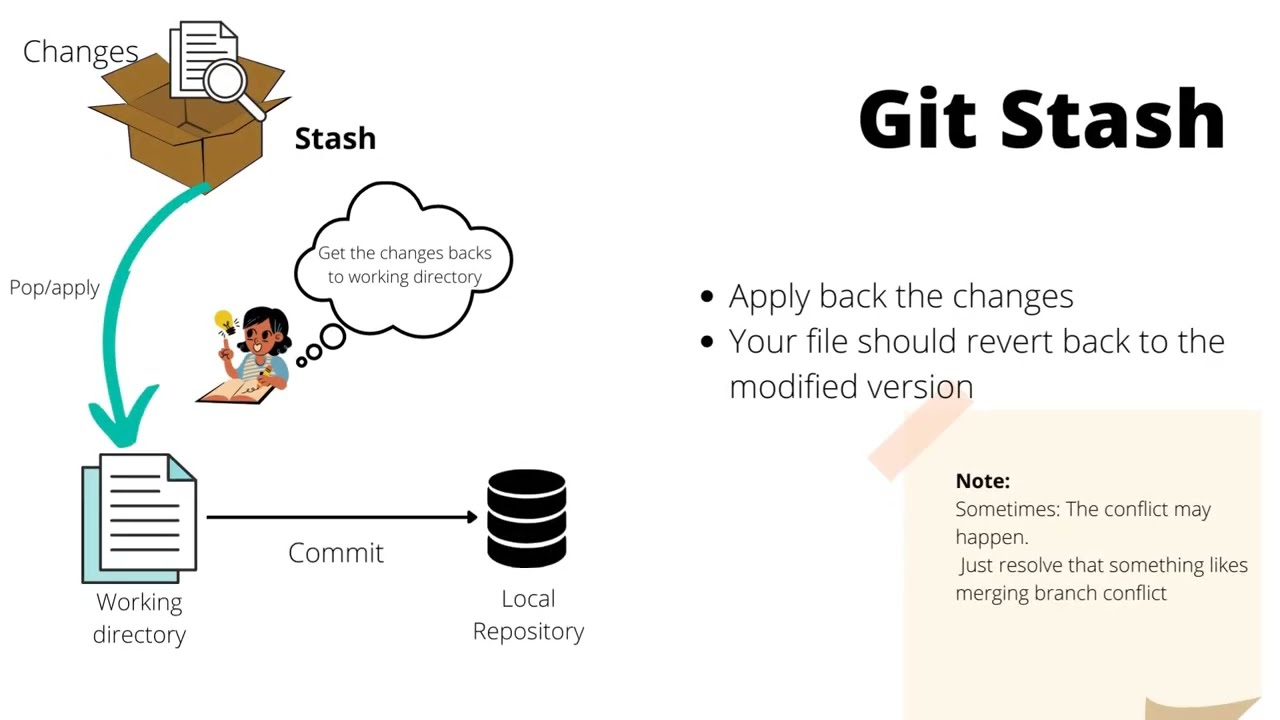 Changes
Stash
Git Stash
Get the changes backs
to working directory
Pop/apply
• Apply back the changes
• Your file should revert back to the
modified version
Note:
Sometimes: The conflict may
happen.
Just resolve that something likes
merging branch conflict
Commit
Working
directory
Local
Repository